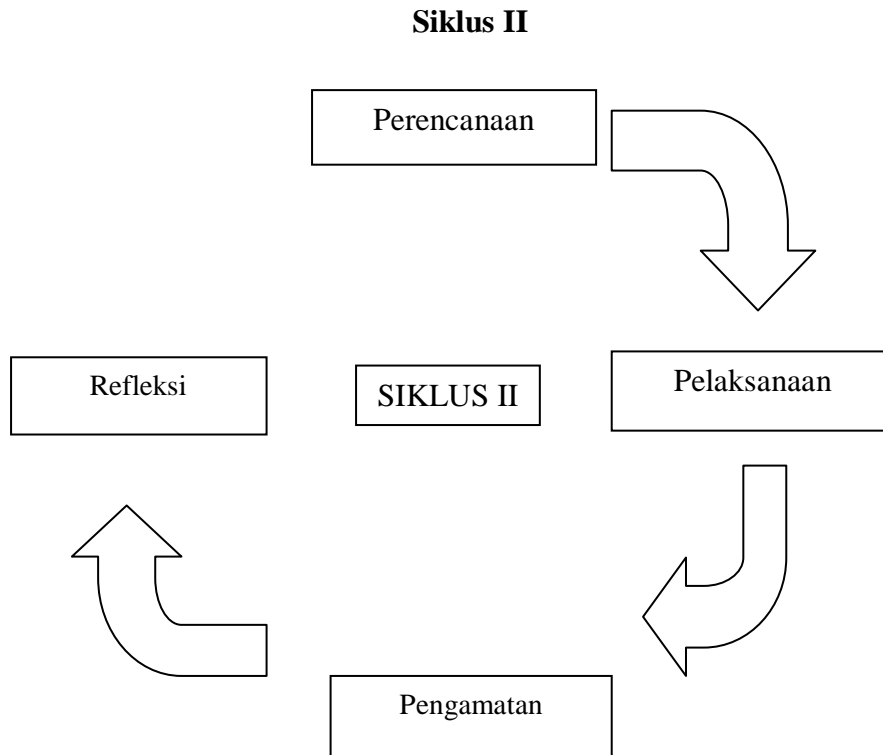 Siklus II
Perencanaan
Refleksi
SIKLUS II
Pelaksanaan
Pengamatan